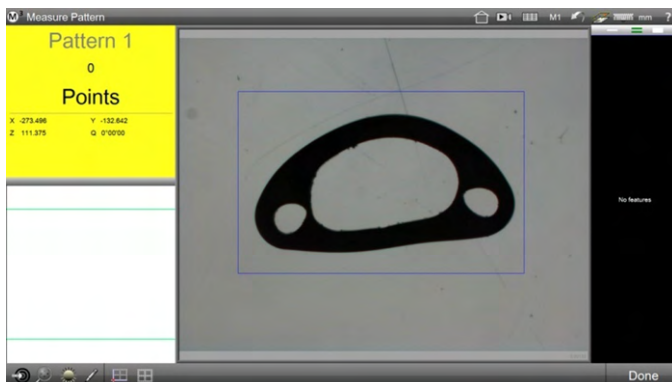 M³ Measure Pattern
M1
mm
?
Pattern 1
0
Points
X -273.496 Y -132.642
Z 111.375 Q 0°00'00
No features
Done